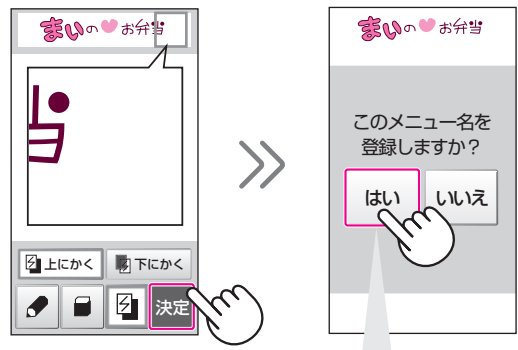 まいの お弁当
上にかく
下にかく
決定
まいの お弁当
このメニュー名を
登録しますか？
はい
いいえ